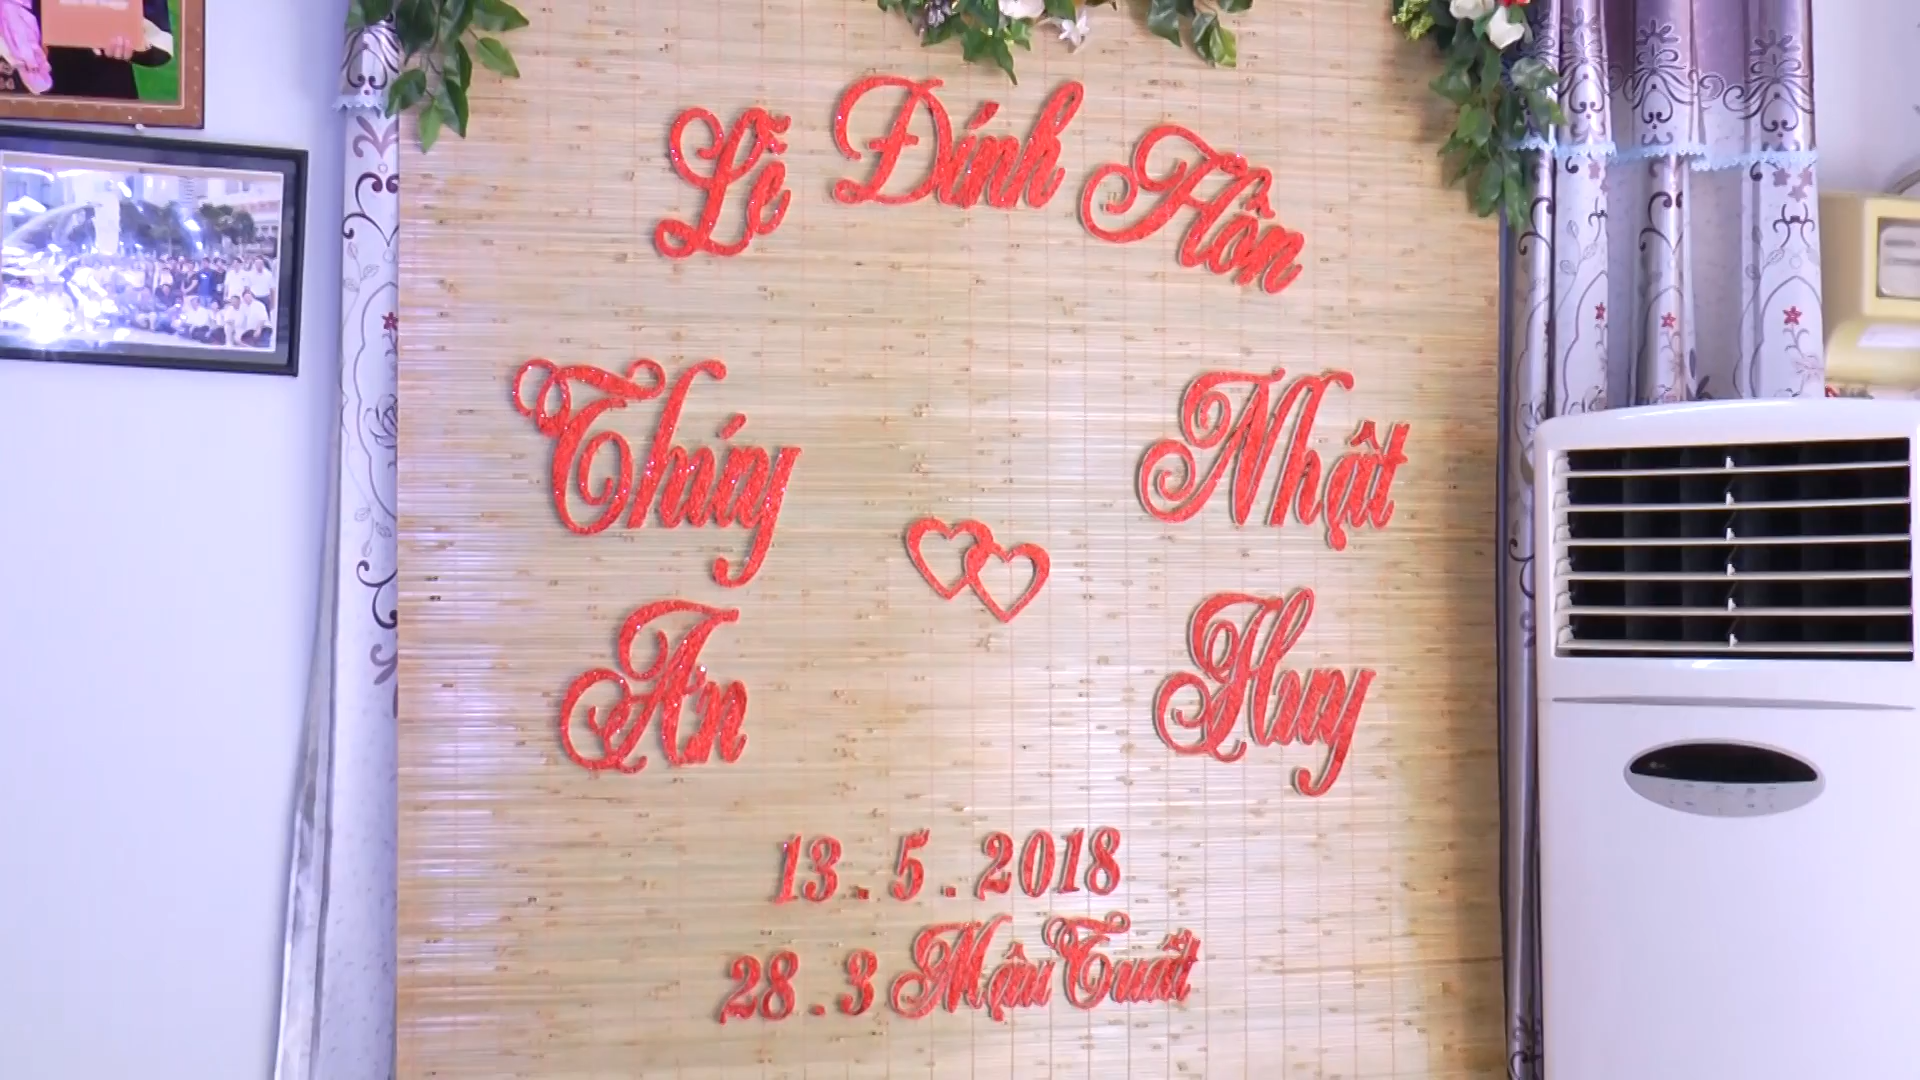 Lễ Đính Hôn
Thúy Nhật
An Huy
13.5.2018
28.3 Mậu Tuất